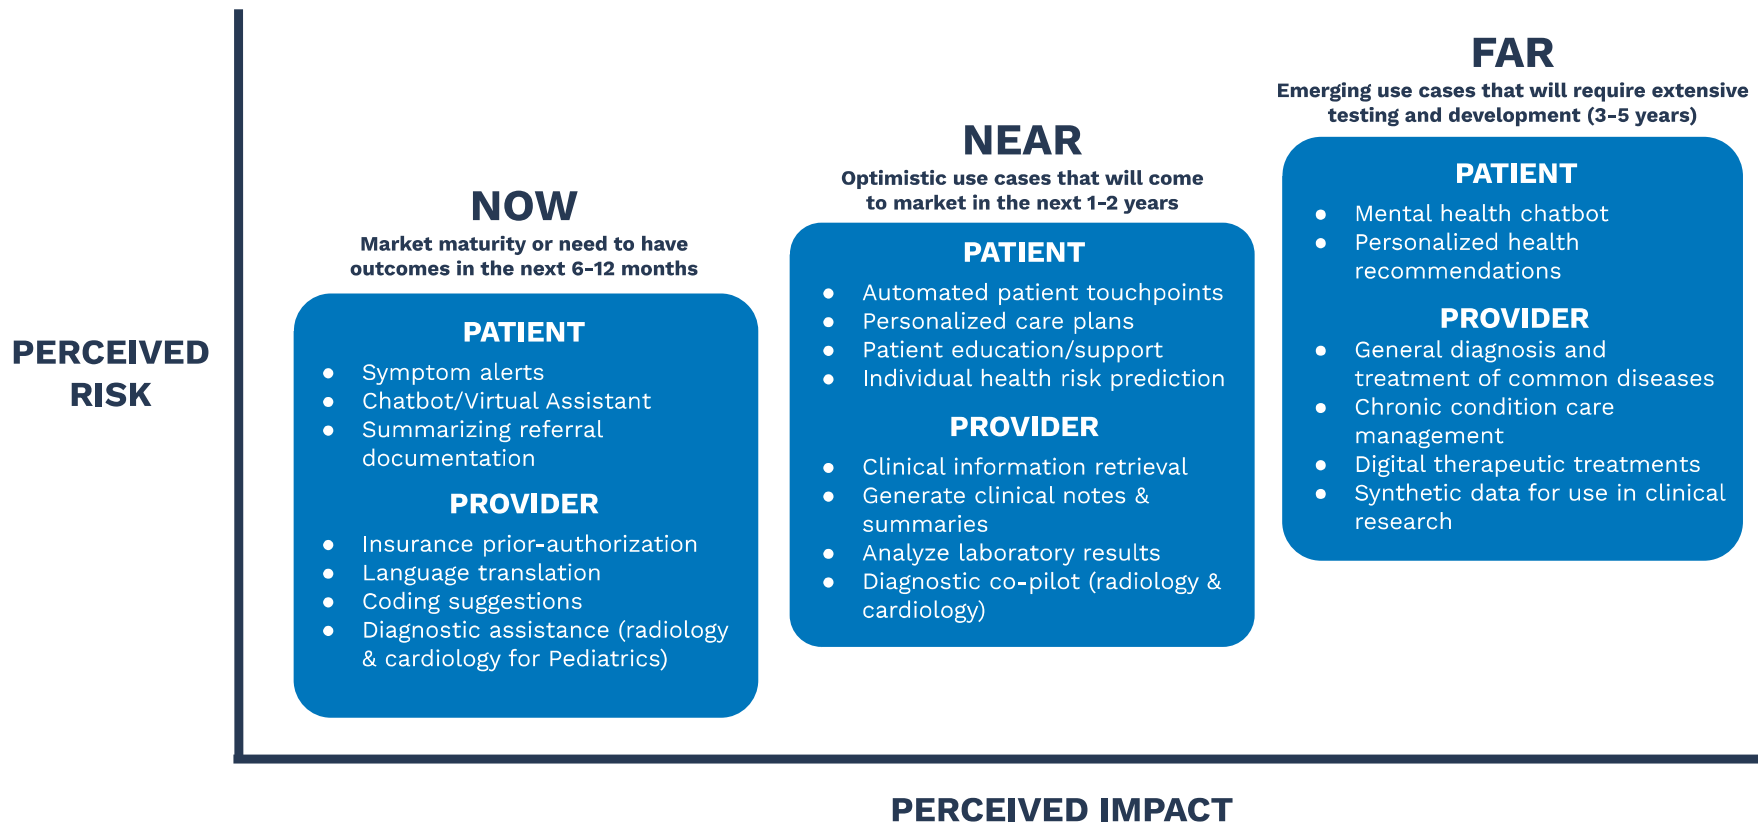 PERCEIVED
RISK
NOW
Market maturity or need to have
outcomes in the next 6-12 months
PATIENT
● Symptom alerts
● Chatbot/Virtual Assistant
● Summarizing referral
documentation
PROVIDER
● Insurance prior-authorization
● Language translation
● Coding suggestions
● Diagnostic assistance (radiology
& cardiology for Pediatrics)
NEAR
Optimistic use cases that will come
to market in the next 1-2 years
PATIENT
● Automated patient touchpoints
● Personalized care plans
● Patient education/support
● Individual health risk prediction
PROVIDER
● Clinical information retrieval
● Generate clinical notes &
summaries
● Analyze laboratory results
● Diagnostic co-pilot (radiology &
cardiology)
FAR
Emerging use cases that will require extensive
testing and development (3-5 years)
PATIENT
● Mental health chatbot
● Personalized health
recommendations
PROVIDER
● General diagnosis and
treatment of common diseases
● Chronic condition care
management
● Digital therapeutic treatments
● Synthetic data for use in clinical
research
PERCEIVED IMPACT